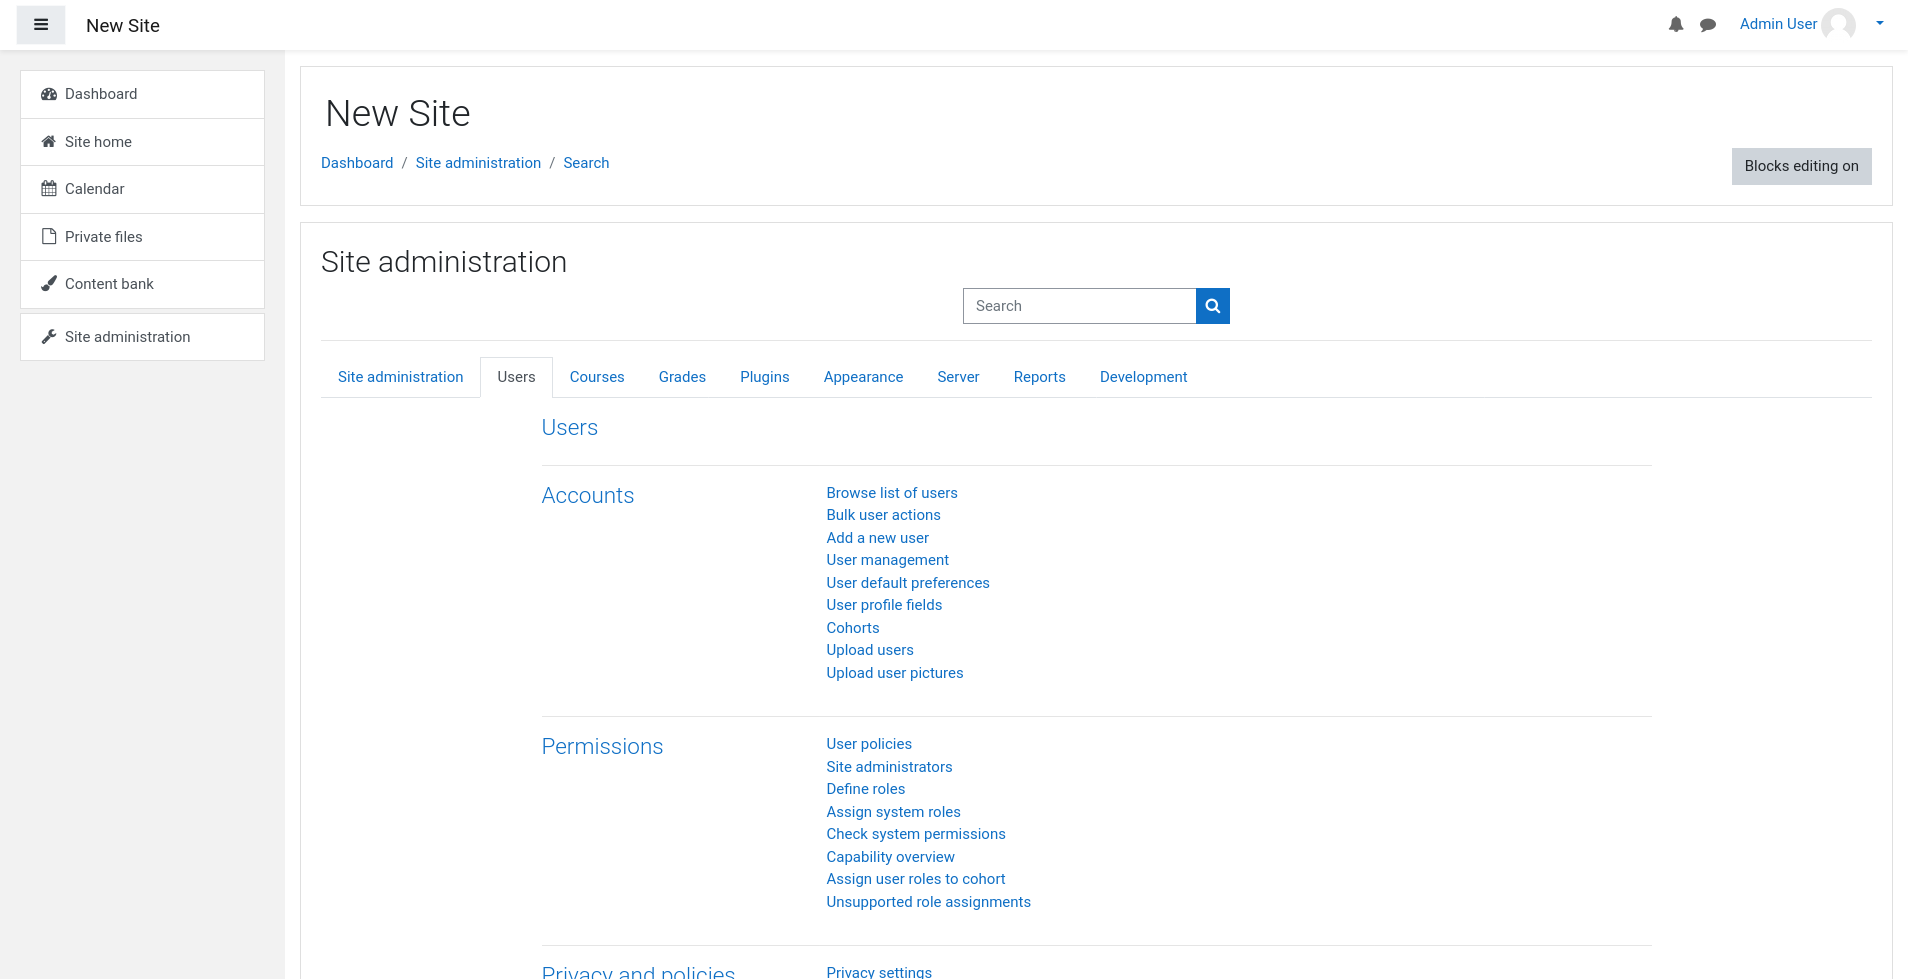 New Site
Admin User
Dashboard
Site home
Calendar
Private files
Content bank
Site administration
New Site
Dashboard / Site administration / Search
Blocks editing on
Site administration
Search
Site administration Users Courses Grades Plugins Appearance Server Reports Development
Users
Accounts
Browse list of users
Bulk user actions
Add a new user
User management
User default preferences
User profile fields
Cohorts
Upload users
Upload user pictures
Permissions
User policies
Site administrators
Define roles
Assign system roles
Check system permissions
Capability overview
Assign user roles to cohort
Unsupported role assignments
Privacy and policies
Privacy settings